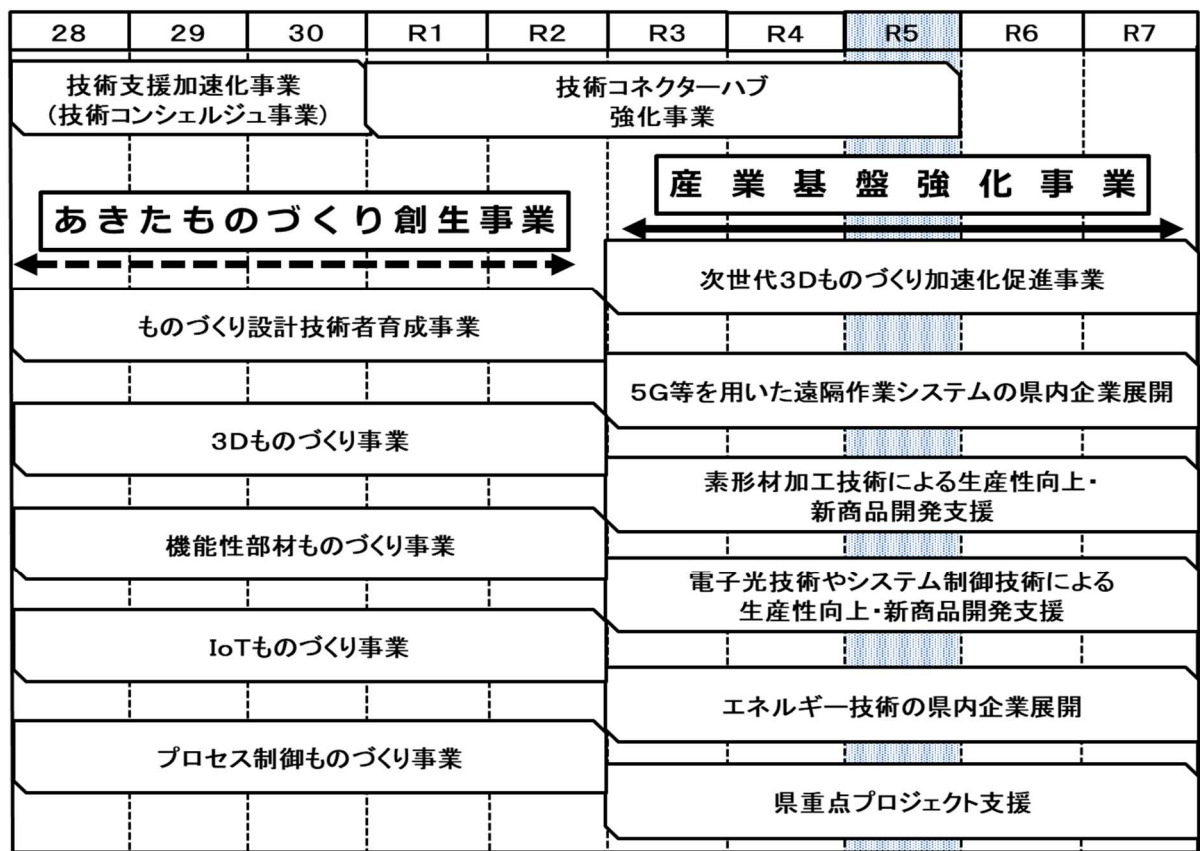 28 29 30 R1 R2 R3 R4 R5 R6 R7
技術支援加速化事業
(技術コンシェルジュ事業)
技術コネクターハブ
強化事業
産業基盤強化事業
あきたものづくり創生事業
次世代3Dものづくり加速化促進事業
ものづくり設計技術者育成事業
5G等を用いた遠隔作業システムの県内企業展開
3Dものづくり事業
素形材加工技術による生産性向上・
新商品開発支援
機能性部材ものづくり事業
電子光技術やシステム制御技術による
生産性向上・新商品開発支援
IoTものづくり事業
エネルギー技術の県内企業展開
プロセス制御ものづくり事業
県重点プロジェクト支援